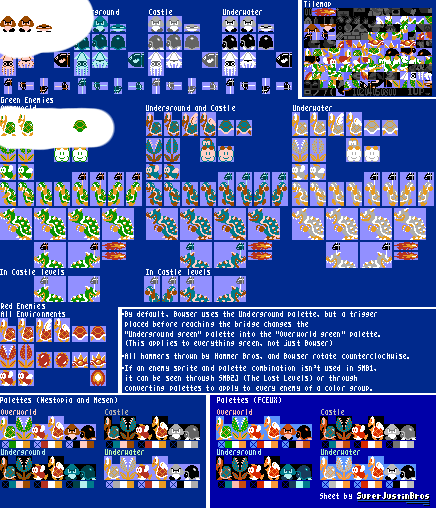 ground
Castle
Underwater
Tilemap
Green Enemies
Underground and Castle
Underwater
In Castle levels
In Castle levels
Red Enemies
All Environments
•By default, Bowser uses the Underground palette, but a trigger
placed before reaching the bridge changes the
"Underground green" palette into the "Overworld green" palette.
(This applies to everything green, not just Bowser)
•All hammers thrown by Hammer Bros. and Bowser rotate counterclockwise.
•If an enemy sprite and palette combination isn't used in SMB1,
it can be seen through SMB2J (The Lost Levels) or through
converting palettes to apply to every enemy of a color group.
Palettes (Nestopia and Mesen)
Palettes (FCEUX)
Overworld
Castle
Overworld
Castle
Underground
Underwater
Underground
Underwater
Sheet by SuperJustinBros